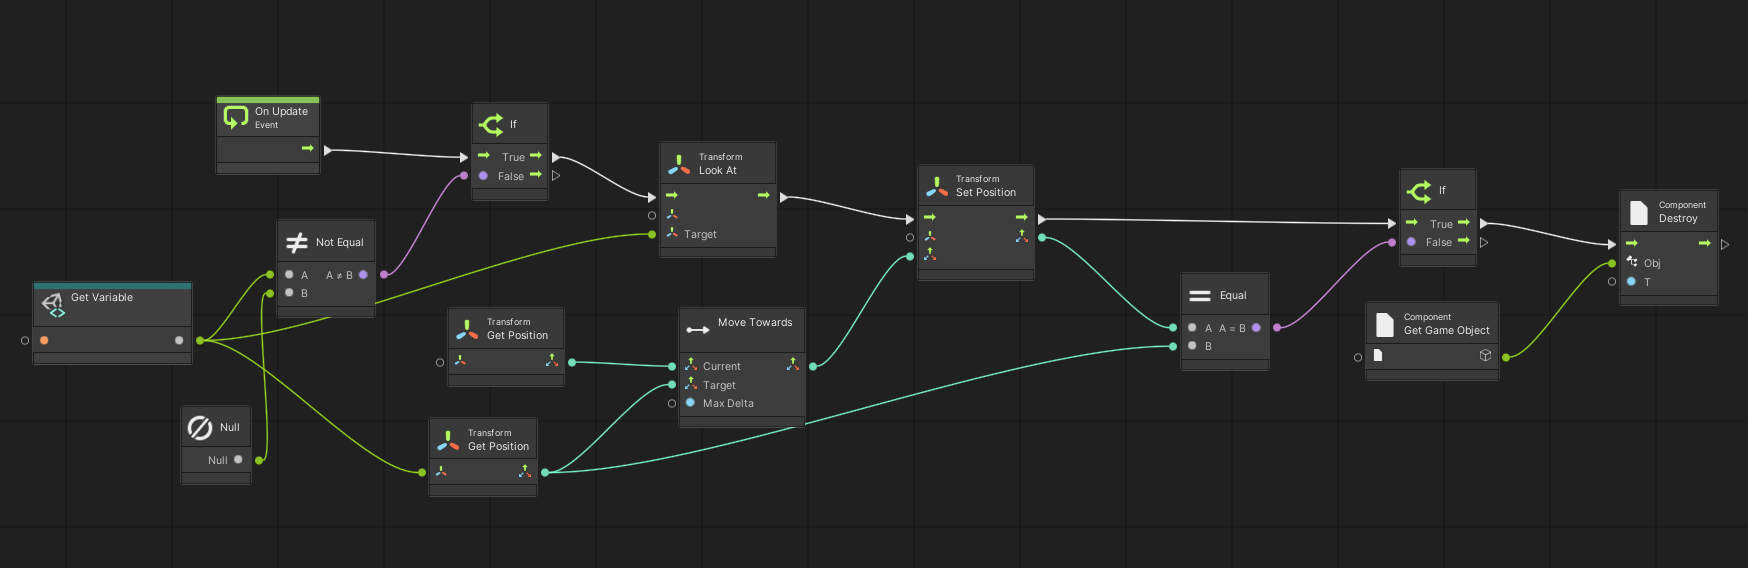 On Update
Event
If
True
False
Transform
Look At
Target
Transform
Set Position
If
True
False
Component
Destroy
Obj
T
Not Equal
A A ≠ B
B
Get Variable
Transform
Get Position
Move Towards
Current
Target
Max Delta
Equal
A A = B
B
Component
Get Game Object
Null
Null
Transform
Get Position